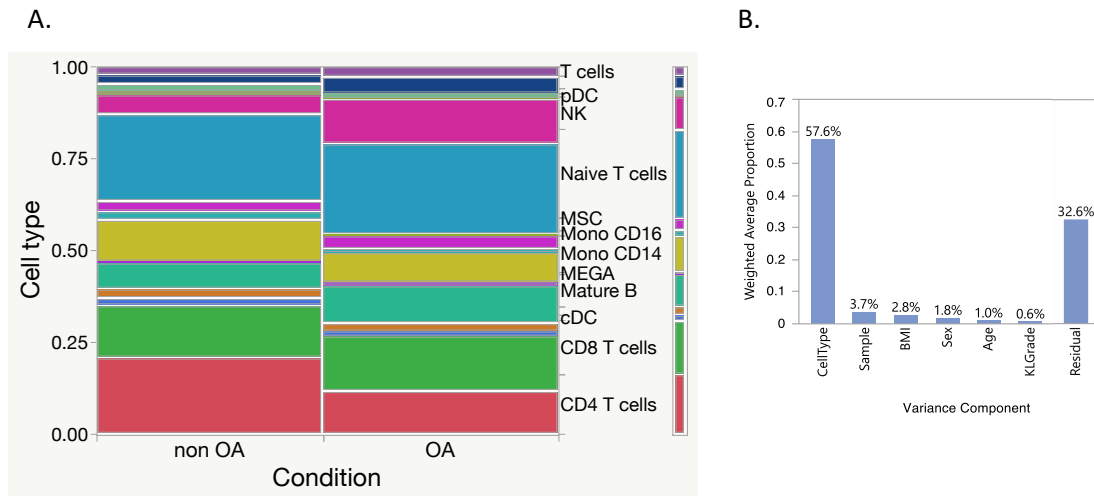 A.
1.00
0.75
0.50
0.25
0.00
Cell type
T cells
pDC
NK
Naive T cells
MSC
Mono CD16
Mono CD14
MEGA
Mature B
cDC
CD8 T cells
CD4 T cells
non OA
OA
Condition
B.
0.7
0.6
0.5
0.4
0.3
0.2
0.1
0
Weighted Average Proportion
57.6%
3.7%
2.8%
1.8%
1.0%
0.6%
32.6%
CellType
Sample
BMI
Sex
Age
KLGrade
Residual
Variance Component